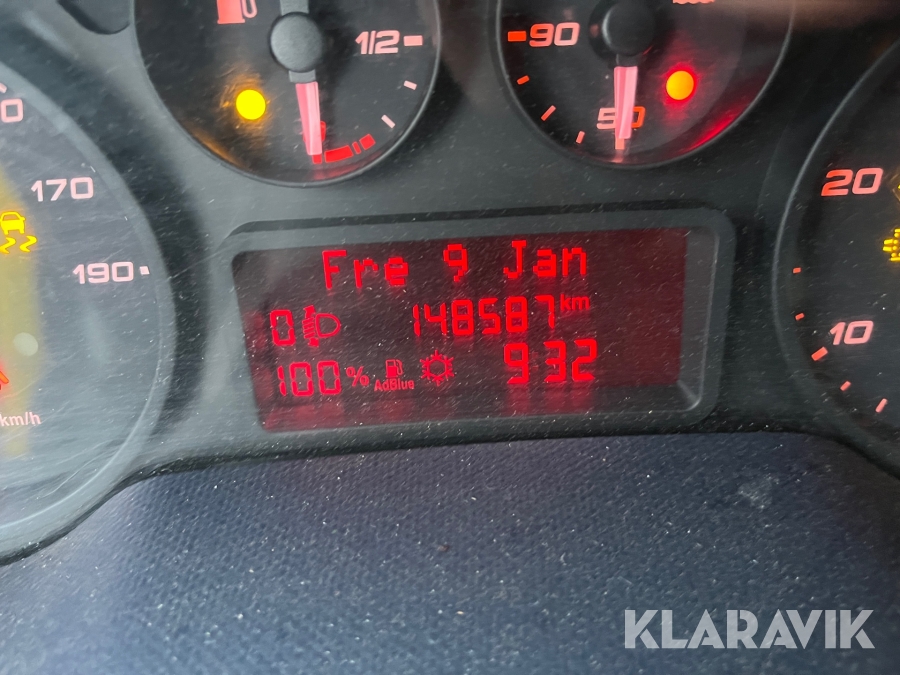 1/2
90
50
170
190
20
10
km/h
Fre 9 Jan
0 148587 km
100 % AdBlue 932
KLARAVIK